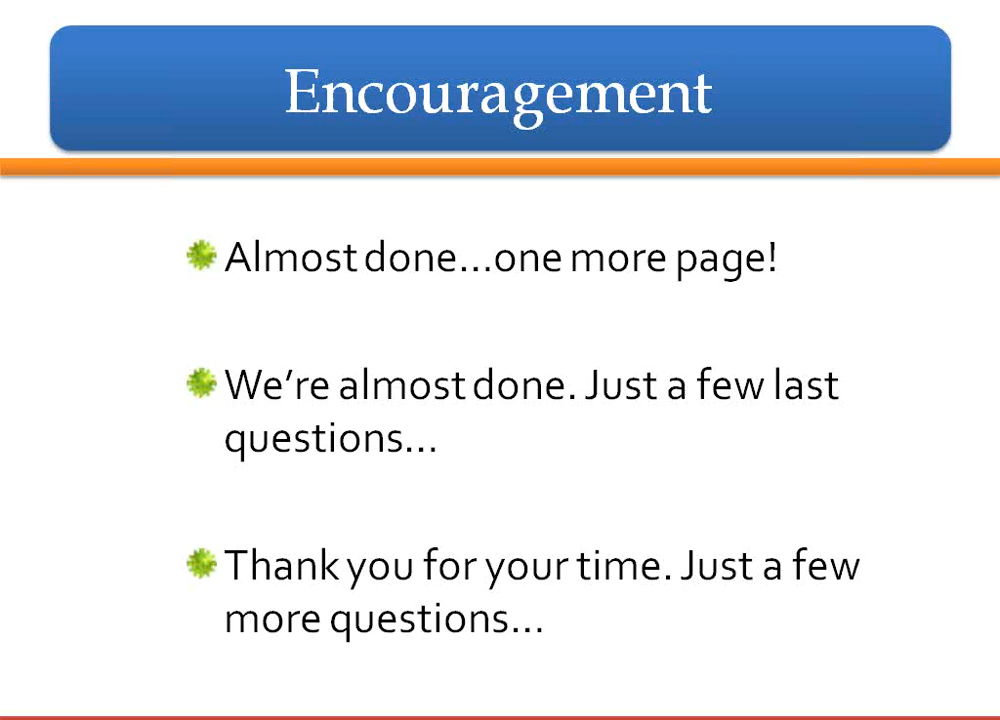 Encouragement
Almost done...one more page!
We’re almost done. Just a few last
questions...
Thank you for your time. Just a few
more questions...